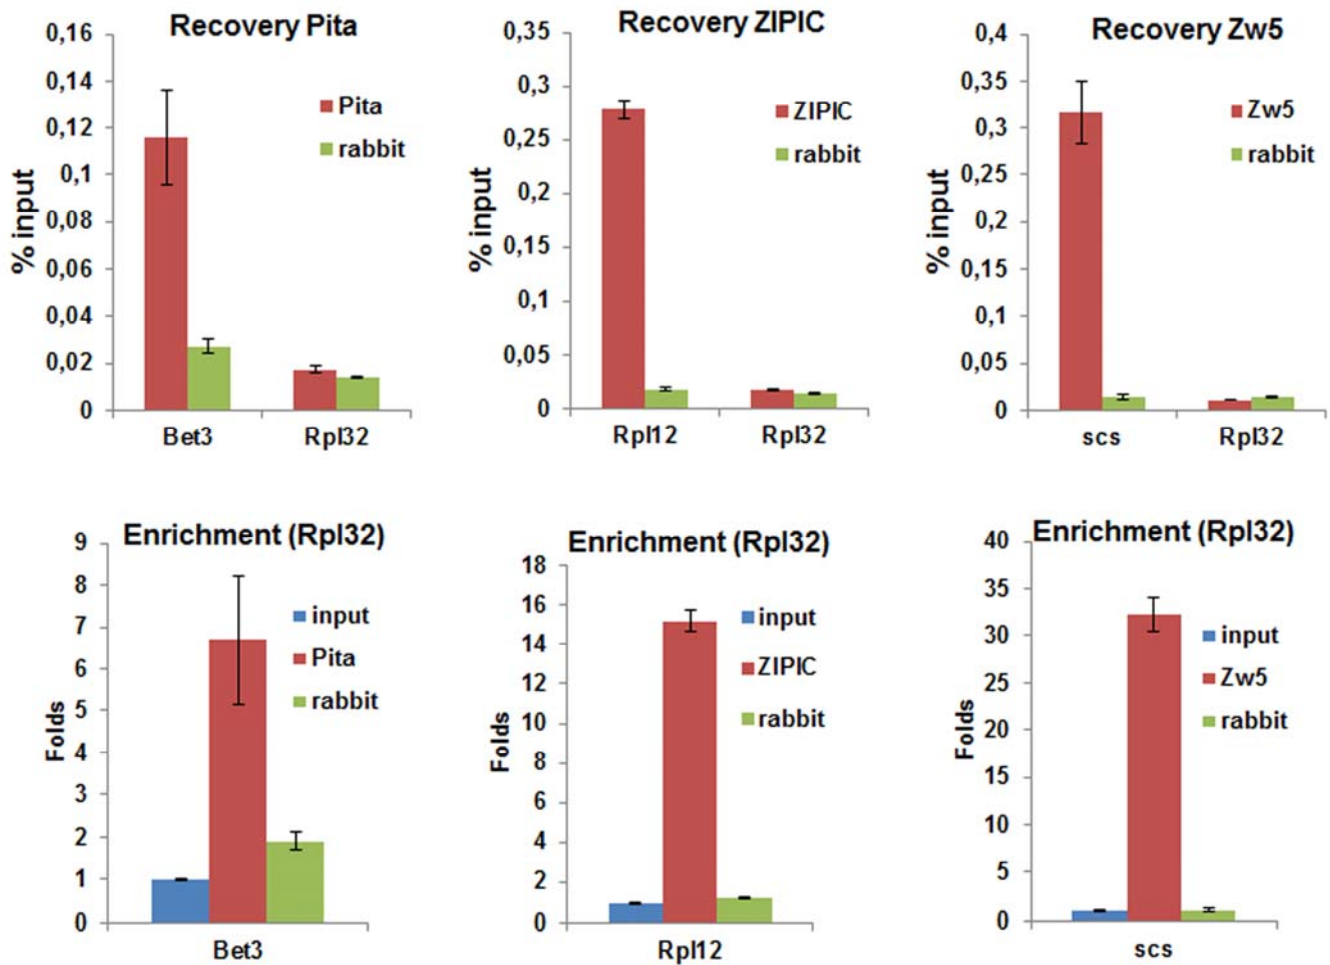 Recovery Pita
0,16
0,14
0,12
0,1
0,08
0,06
0,04
0,02
0
% input
Pita
rabbit
Bet3
Rpl32
Recovery ZIPIC
0,35
0,3
0,25
0,2
0,15
0,1
0,05
0
% input
ZIPIC
rabbit
Rpl12
Rpl32
Recovery Zw5
0,4
0,35
0,3
0,25
0,2
0,15
0,1
0,05
0
% input
Zw5
rabbit
scs
Rpl32
Enrichment (Rpl32)
9
8
7
6
5
4
3
2
1
0
Folds
input
Pita
rabbit
Bet3
Enrichment (Rpl32)
18
16
14
12
10
8
6
4
2
0
Folds
input
ZIPIC
rabbit
Rpl12
Enrichment (Rpl32)
40
35
30
25
20
15
10
5
0
Folds
input
Zw5
rabbit
scs